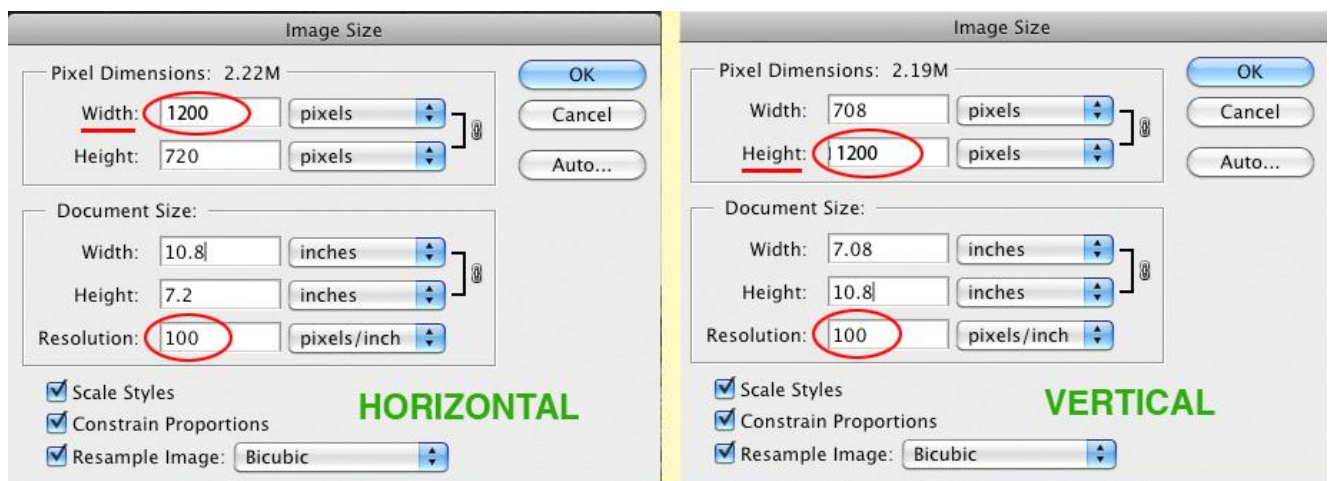 Image Size
Pixel Dimensions: 2.22M
OK
Width: 1200 pixels
Cancel
Height: 720 pixels
Auto...
Document Size:
Width: 10.8 inches
Height: 7.2 inches
Resolution: 100 pixels/inch
Scale Styles
HORIZONTAL
Constrain Proportions
Resample Image: Bicubic
Image Size
Pixel Dimensions: 2.19M
OK
Width: 708 pixels
Cancel
Height: 1200 pixels
Auto...
Document Size:
Width: 7.08 inches
Height: 10.8 inches
Resolution: 100 pixels/inch
Scale Styles
VERTICAL
Constrain Proportions
Resample Image: Bicubic